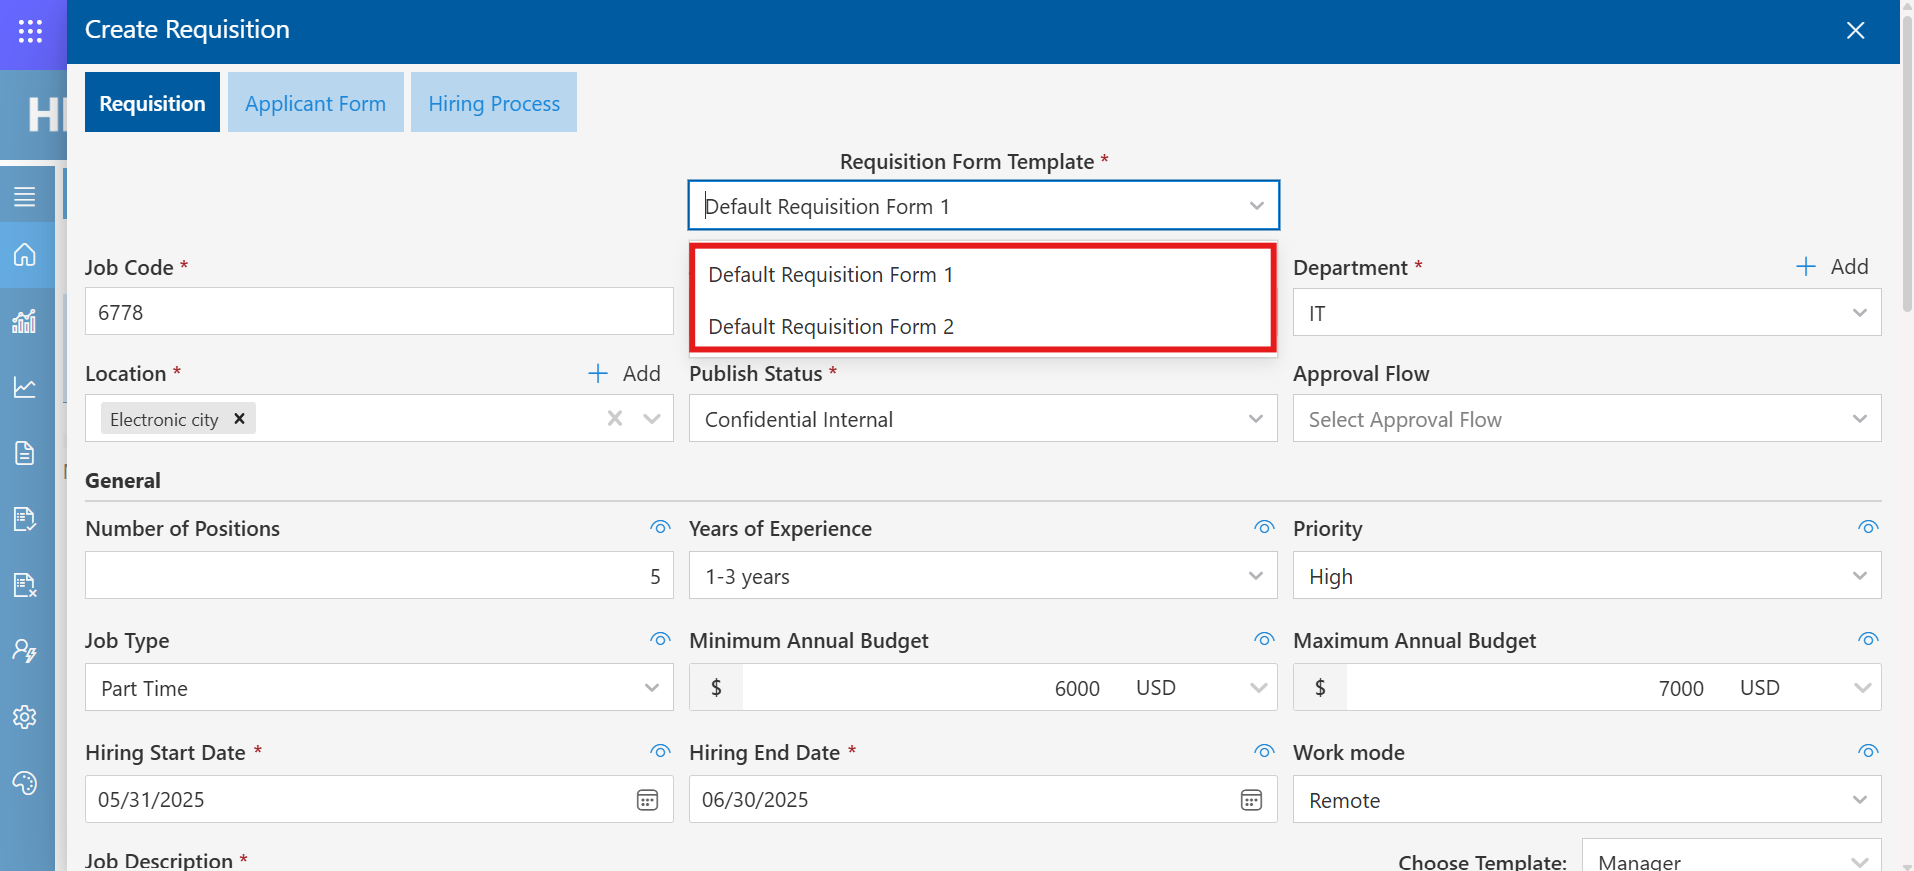 Create Requisition
Requisition Applicant Form Hiring Process
Requisition Form Template *
Default Requisition Form 1
Default Requisition Form 1
Default Requisition Form 2
Job Code *
6778
Department * Add
IT
Location * Add Publish Status * Approval Flow
Electronic city Confidential Internal Select Approval Flow
General
Number of Positions Years of Experience Priority
5 1-3 years High
Job Type Minimum Annual Budget Maximum Annual Budget
Part Time $ 6000 USD $ 7000 USD
Hiring Start Date * Hiring End Date * Work mode
05/31/2025 06/30/2025 Remote
Job Description * Choose Template: Manager